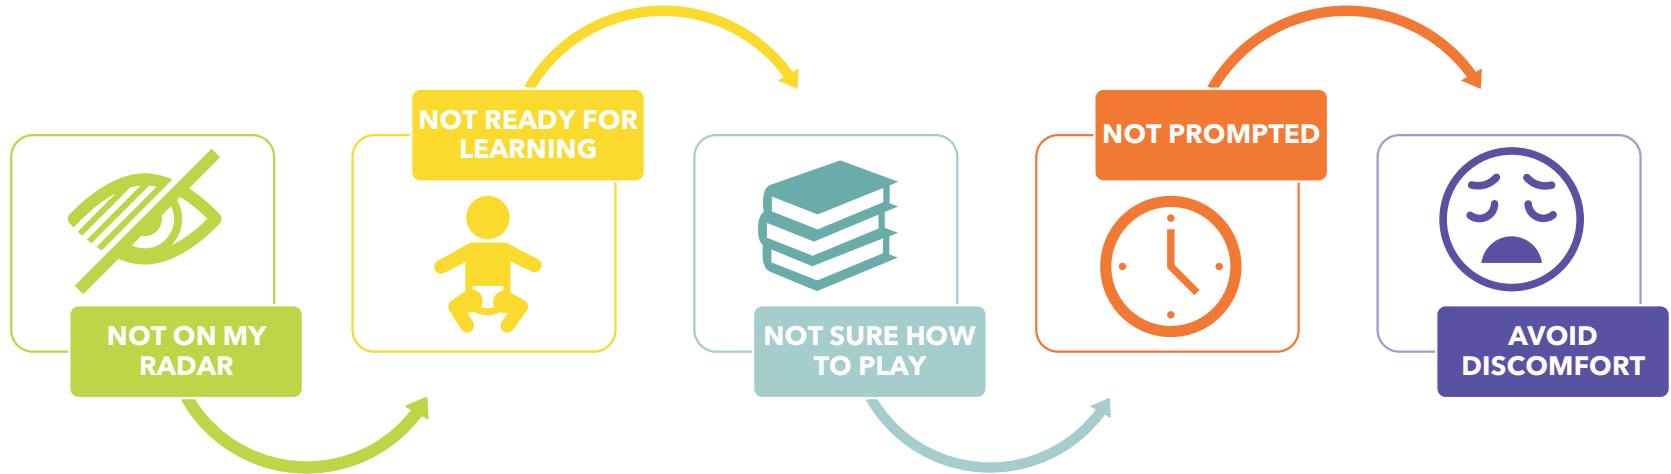 NOT ON MY
RADAR
NOT READY FOR
LEARNING
NOT SURE HOW
TO PLAY
NOT PROMPTED
AVOID
DISCOMFORT